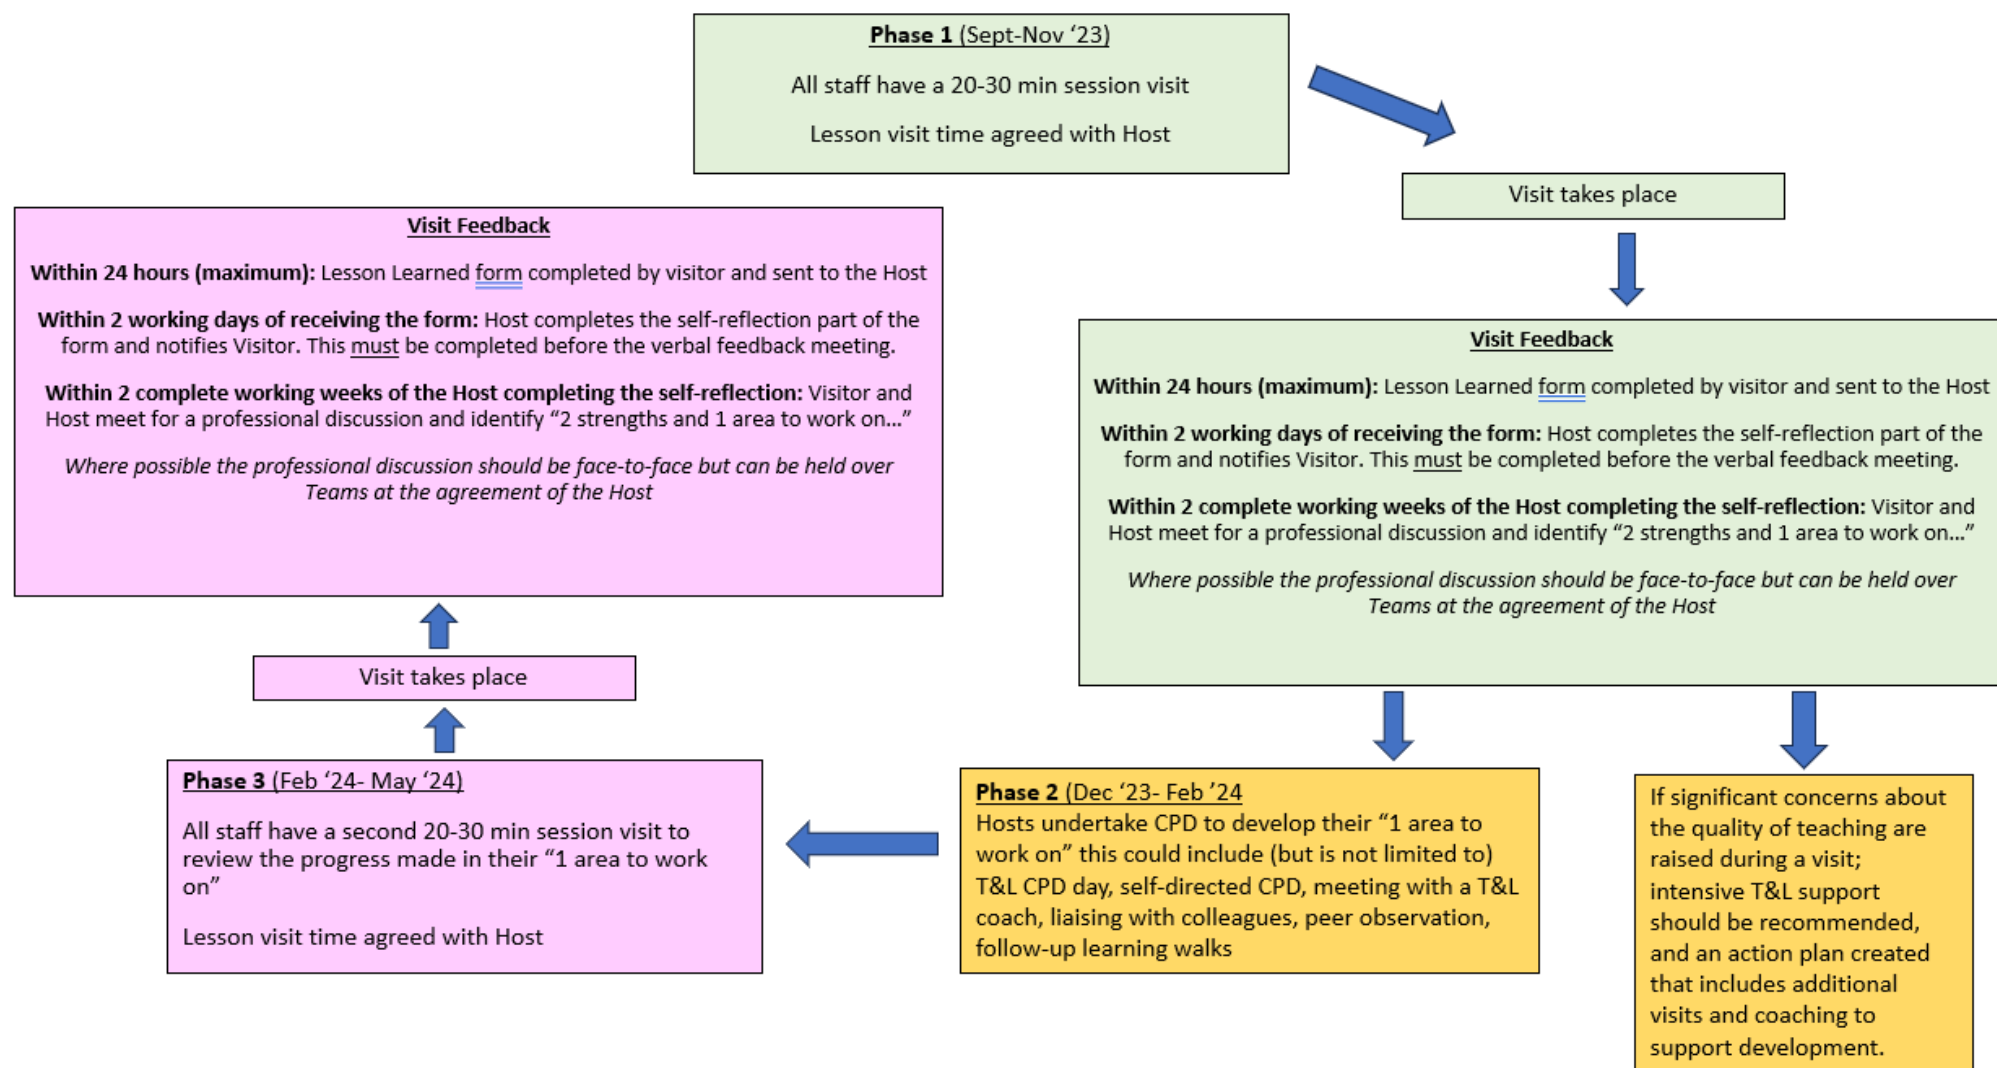 Phase 1 (Sept-Nov ‘23)
All staff have a 20-30 min session visit
Lesson visit time agreed with Host
Visit takes place
Visit Feedback
Within 24 hours (maximum): Lesson Learned form completed by visitor and sent to the Host
Within 2 working days of receiving the form: Host completes the self-reflection part of the
form and notifies Visitor. This must be completed before the verbal feedback meeting.
Within 2 complete working weeks of the Host completing the self-reflection: Visitor and
Host meet for a professional discussion and identify “2 strengths and 1 area to work on…”
Where possible the professional discussion should be face-to-face but can be held over
Teams at the agreement of the Host
If significant concerns about
the quality of teaching are
raised during a visit;
intensive T&L support
should be recommended,
and an action plan created
that includes additional
visits and coaching to
support development.
Phase 2 (Dec ‘23- Feb ’24
Hosts undertake CPD to develop their “1 area to
work on” this could include (but is not limited to)
T&L CPD day, self-directed CPD, meeting with a T&L
coach, liaising with colleagues, peer observation,
follow-up learning walks
Phase 3 (Feb ‘24- May ‘24)
All staff have a second 20-30 min session visit to
review the progress made in their “1 area to work
on”
Lesson visit time agreed with Host
Visit takes place
Visit Feedback
Within 24 hours (maximum): Lesson Learned form completed by visitor and sent to the Host
Within 2 working days of receiving the form: Host completes the self-reflection part of the
form and notifies Visitor. This must be completed before the verbal feedback meeting.
Within 2 complete working weeks of the Host completing the self-reflection: Visitor and
Host meet for a professional discussion and identify “2 strengths and 1 area to work on…”
Where possible the professional discussion should be face-to-face but can be held over
Teams at the agreement of the Host